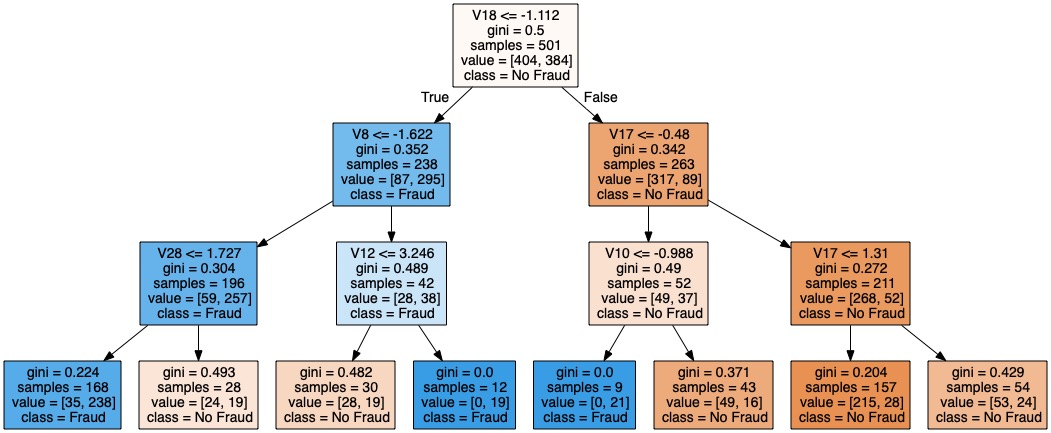 V18 <= -1.112
gini = 0.5
samples = 501
value = [404, 384]
class = No Fraud
True
False
V8 <= -1.622
gini = 0.352
samples = 238
value = [87, 295]
class = Fraud
V17 <= -0.48
gini = 0.342
samples = 263
value = [317, 89]
class = No Fraud
V28 <= 1.727
gini = 0.304
samples = 196
value = [59, 257]
class = Fraud
V12 <= 3.246
gini = 0.489
samples = 42
value = [28, 38]
class = Fraud
V10 <= -0.988
gini = 0.49
samples = 52
value = [49, 37]
class = No Fraud
V17 <= 1.31
gini = 0.272
samples = 211
value = [268, 52]
class = No Fraud
gini = 0.224
samples = 168
value = [35, 238]
class = Fraud
gini = 0.493
samples = 28
value = [24, 19]
class = No Fraud
gini = 0.482
samples = 30
value = [28, 19]
class = No Fraud
gini = 0.0
samples = 12
value = [0, 19]
class = Fraud
gini = 0.0
samples = 9
value = [0, 21]
class = Fraud
gini = 0.371
samples = 43
value = [49, 16]
class = No Fraud
gini = 0.204
samples = 157
value = [215, 28]
class = No Fraud
gini = 0.429
samples = 54
value = [53, 24]
class = No Fraud